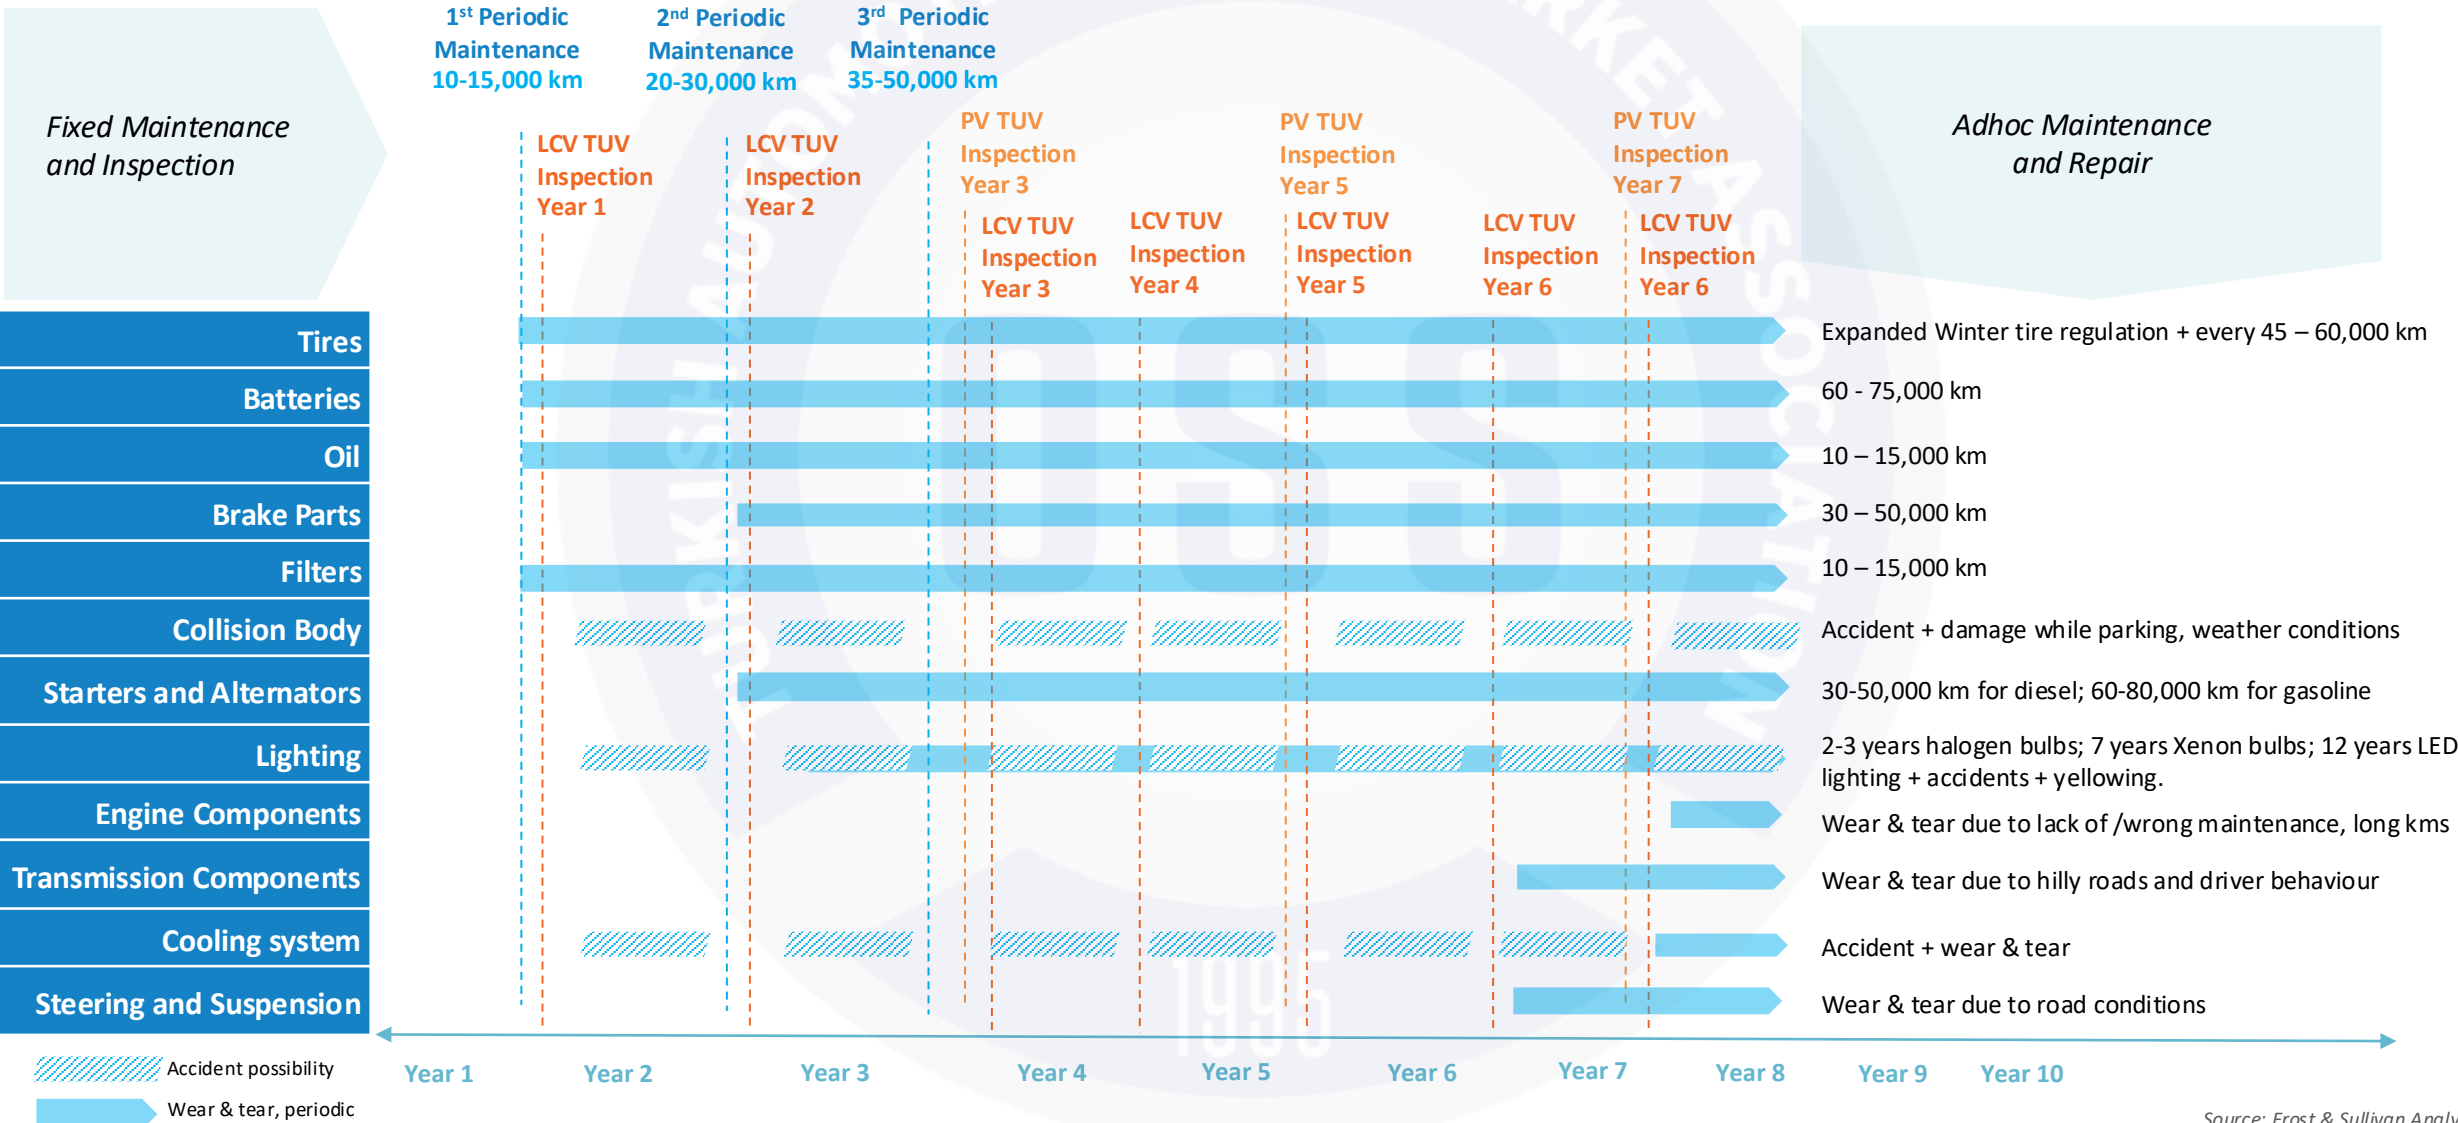 1st Periodic
Maintenance
10-15,000 km
2nd Periodic
Maintenance
20-30,000 km
3rd Periodic
Maintenance
35-50,000 km
Fixed Maintenance
and Inspection
Adhoc Maintenance
and Repair
LCV TUV
Inspection
Year 1
LCV TUV
Inspection
Year 2
PV TUV
Inspection
Year 3
PV TUV
Inspection
Year 5
PV TUV
Inspection
Year 7
LCV TUV
Inspection
Year 3
LCV TUV
Inspection
Year 4
LCV TUV
Inspection
Year 5
LCV TUV
Inspection
Year 6
LCV TUV
Inspection
Year 6
Tires
Expanded Winter tire regulation + every 45 – 60,000 km
Batteries
60 - 75,000 km
Oil
10 – 15,000 km
Brake Parts
30 – 50,000 km
Filters
10 – 15,000 km
Collision Body
Accident + damage while parking, weather conditions
Starters and Alternators
30-50,000 km for diesel; 60-80,000 km for gasoline
Lighting
2-3 years halogen bulbs; 7 years Xenon bulbs; 12 years LED
lighting + accidents + yellowing.
Engine Components
Wear & tear due to lack of /wrong maintenance, long kms
Transmission Components
Wear & tear due to hilly roads and driver behaviour
Cooling system
Accident + wear & tear
Steering and Suspension
Wear & tear due to road conditions
Accident possibility
Wear & tear, periodic
Year 1
Year 2
Year 3
Year 4
Year 5
Year 6
Year 7
Year 8
Year 9
Year 10
Source: Frost & Sullivan
OSS
1995
TURKISH
ASSOCIATION